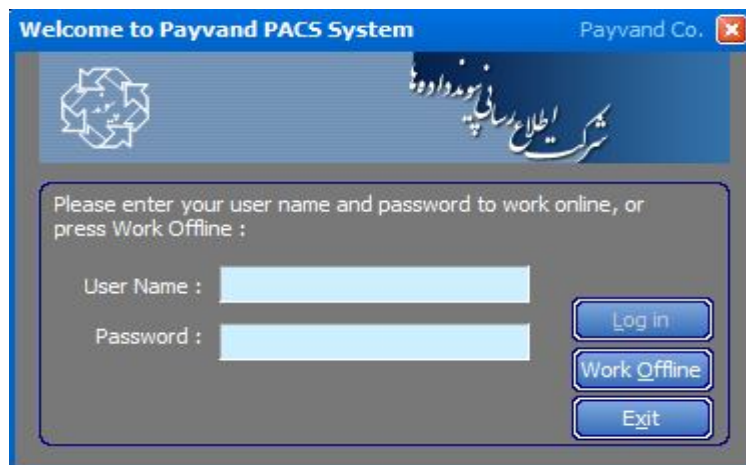 Welcome to Payvand PACS System
Payvand Co.
شرکت اطلاع رسانی پیوند داده‌ها
پیوند
Please enter your user name and password to work online, or
press Work Offline :
User Name :
Password :
Log in
Work Offline
Exit